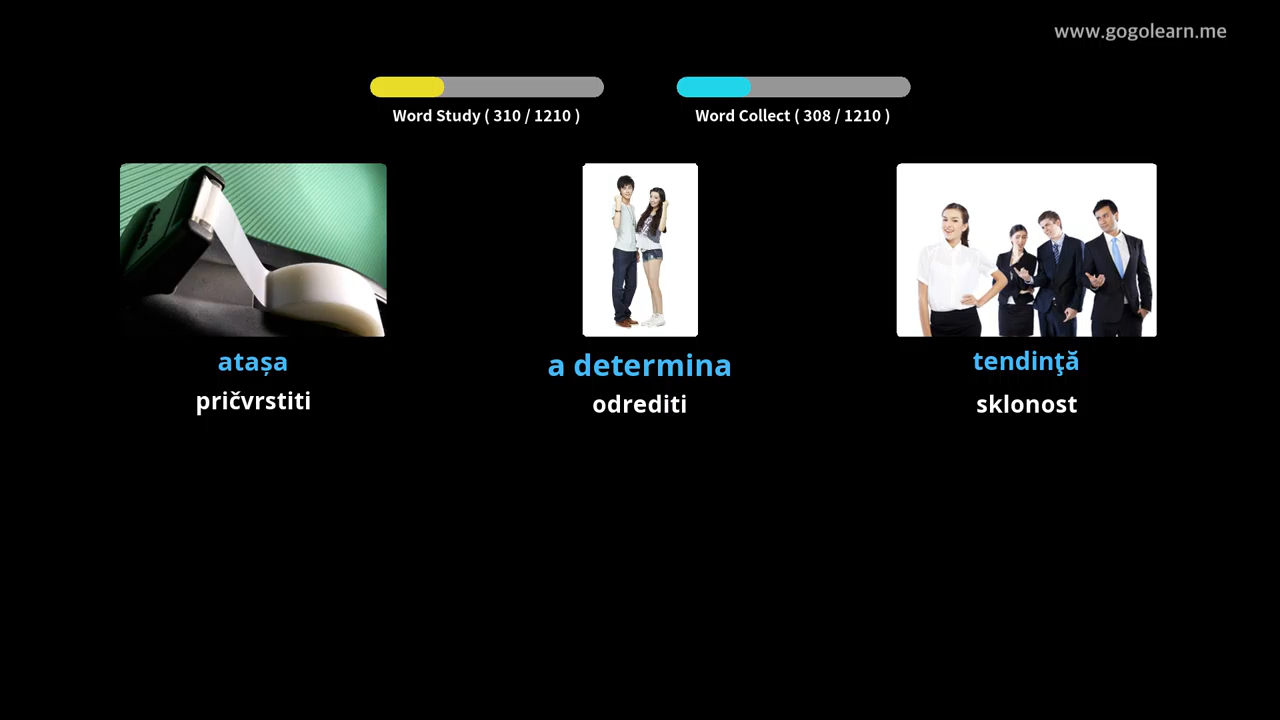 www.gogolearn.me
Word Study ( 310 / 1210 )
Word Collect ( 308 / 1210 )
atașa
a determina
tendinţă
pričvrstiti
odrediti
sklonost